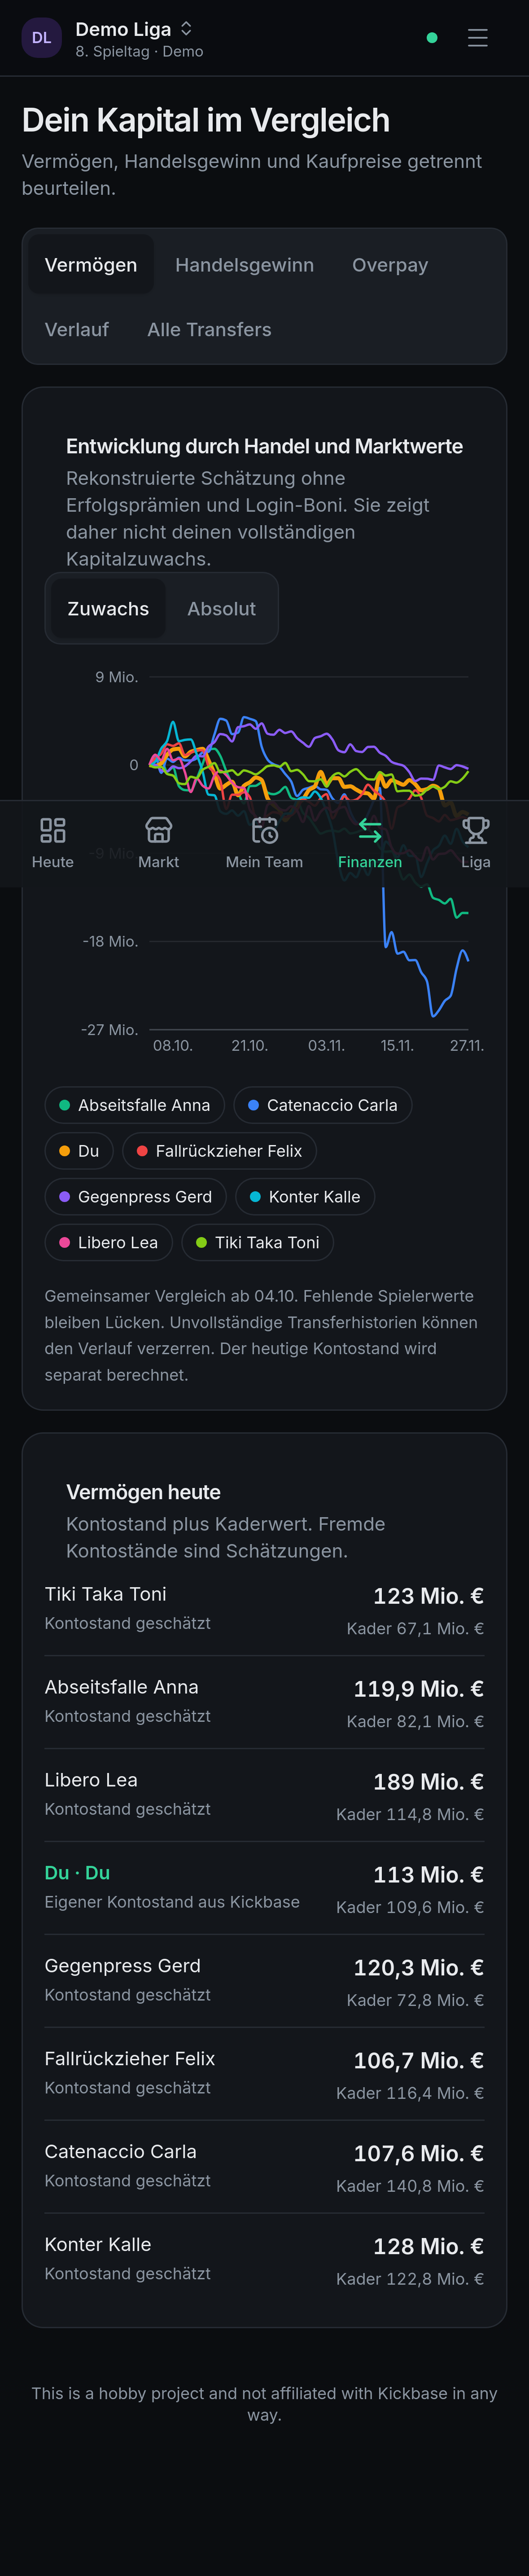 DL
Demo Liga
8. Spieltag · Demo
Dein Kapital im Vergleich
Vermögen, Handelsgewinn und Kaufpreise getrennt
beurteilen.
Vermögen Handelsgewinn Overpay
Verlauf Alle Transfers
Entwicklung durch Handel und Marktwerte
Rekonstruierte Schätzung ohne
Erfolgsprämien und Login-Boni. Sie zeigt
daher nicht deinen vollständigen
Kapitalzuwachs.
Zuwachs Absolut
9 Mio.
0
-9 Mio.
Heute Markt Mein Team Finanzen Liga
-18 Mio.
-27 Mio.
08.10. 21.10. 03.11. 15.11. 27.11.
Abseitsfalle Anna Catenaccio Carla
Du Fallrückzieher Felix
Gegenpress Gerd Konter Kalle
Libero Lea Tiki Taka Toni
Gemeinsamer Vergleich ab 04.10. Fehlende Spielerwerte
bleiben Lücken. Unvollständige Transferhistorien können
den Verlauf verzerren. Der heutige Kontostand wird
separat berechnet.
Vermögen heute
Kontostand plus Kaderwert. Fremde
Kontostände sind Schätzungen.
Tiki Taka Toni 123 Mio. €
Kontostand geschätzt Kader 67,1 Mio. €
Abseitsfalle Anna 119,9 Mio. €
Kontostand geschätzt Kader 82,1 Mio. €
Libero Lea 189 Mio. €
Kontostand geschätzt Kader 114,8 Mio. €
Du · Du 113 Mio. €
Eigener Kontostand aus Kickbase Kader 109,6 Mio. €
Gegenpress Gerd 120,3 Mio. €
Kontostand geschätzt Kader 72,8 Mio. €
Fallrückzieher Felix 106,7 Mio. €
Kontostand geschätzt Kader 116,4 Mio. €
Catenaccio Carla 107,6 Mio. €
Kontostand geschätzt Kader 140,8 Mio. €
Konter Kalle 128 Mio. €
Kontostand geschätzt Kader 122,8 Mio. €
This is a hobby project and not affiliated with Kickbase in any
way.